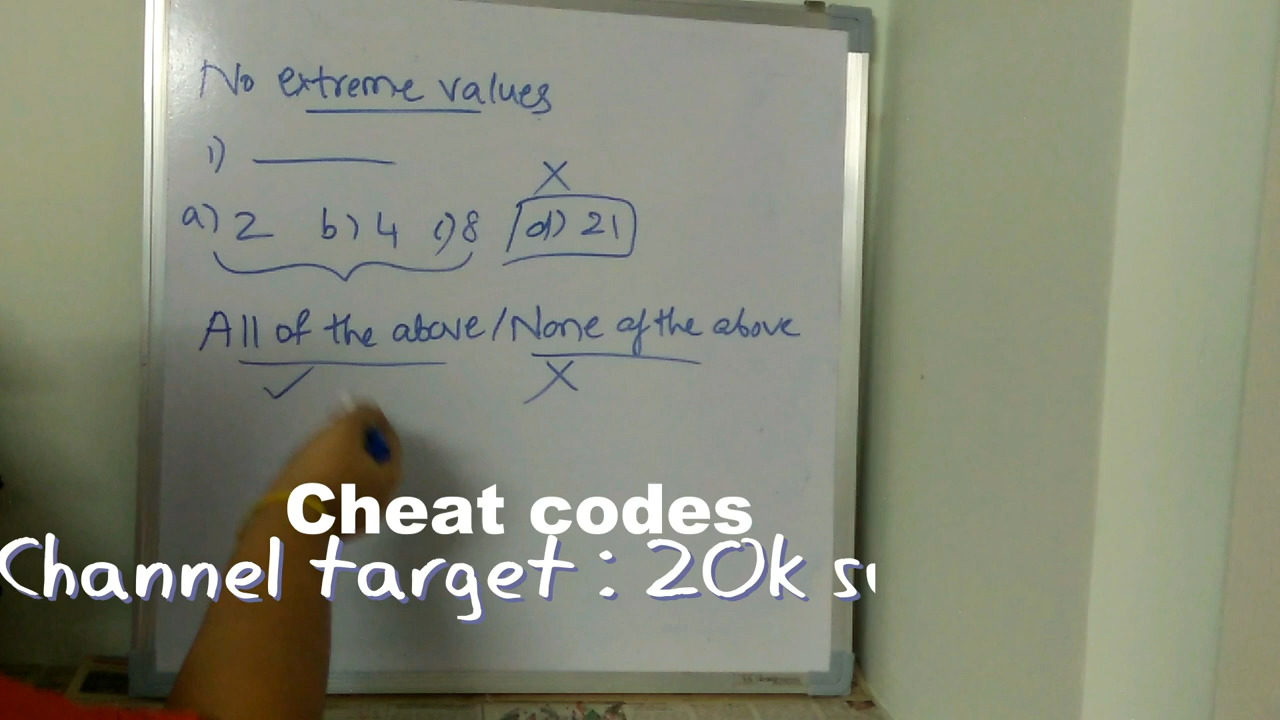 No extreme values
1)
X
a) 2 b) 4 c) 8 d) 21
All of the above / None of the above
✓ X
Cheat codes
Channel target : 20k su